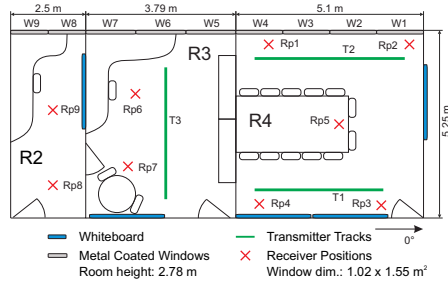 2.5 m 3.79 m 5.1 m
W9 W8 W7 W6 W5 W4 W3 W2 W1
R3 Rp1 T2 Rp2
Rp9 Rp6 T3 R4 Rp5 5.25 m
R2 Rp7
Rp8 T1
Rp4 Rp3
0°
Whiteboard Transmitter Tracks
Metal Coated Windows Receiver Positions
Room height: 2.78 m Window dim.: 1.02 x 1.55 m²